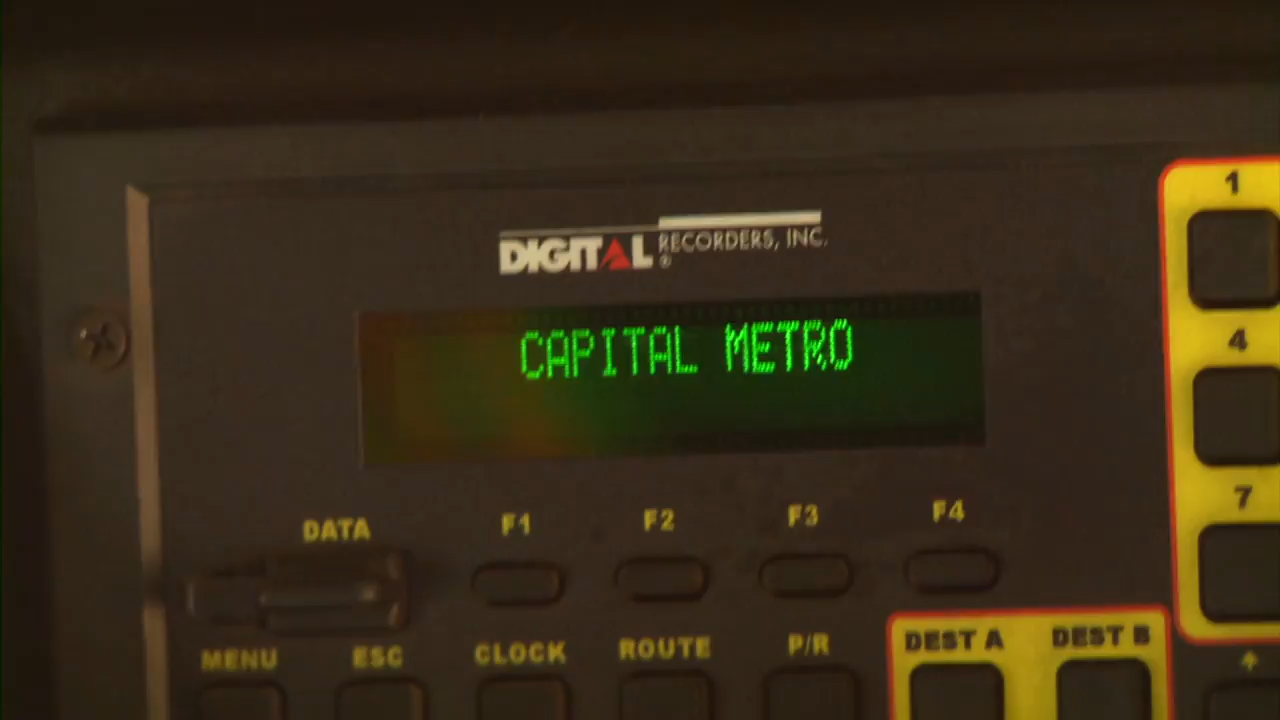 DIGITAL RECORDERS, INC.
®
CAPITAL METRO
1
4
7
DATA
F1 F2 F3 F4
MENU ESC CLOCK ROUTE P/R DEST A DEST B